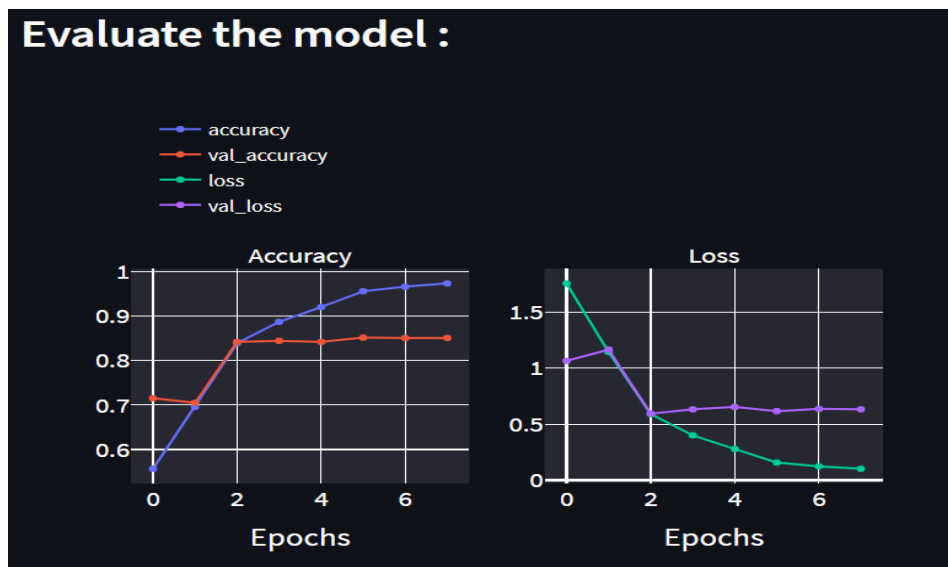 Evaluate the model :
accuracy
val_accuracy
loss
val_loss
Accuracy
1
0.9
0.8
0.7
0.6
0
2
4
6
Epochs
Loss
1.5
1
0.5
0
0
2
4
6
Epochs